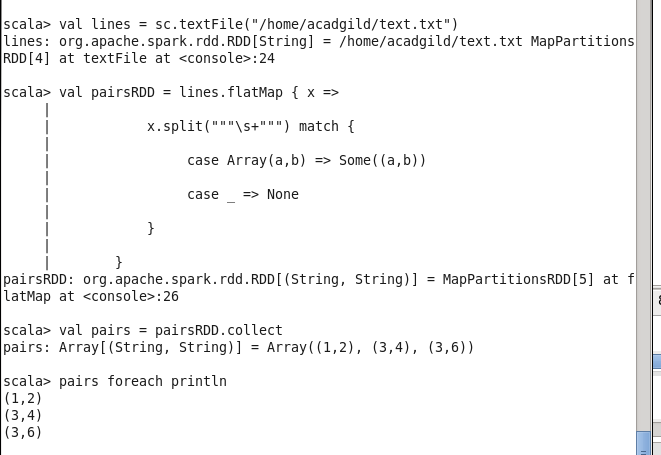 scala> val lines = sc.textFile("/home/acadgild/text.txt")
lines: org.apache.spark.rdd.RDD[String] = /home/acadgild/text.txt MapPartitions
RDD[4] at textFile at <console>:24
scala> val pairsRDD = lines.flatMap { x =>
|
| x.split("""\s+""") match {
|
| case Array(a,b) => Some((a,b))
|
| case _ => None
|
| }
|
| }
pairsRDD: org.apache.spark.rdd.RDD[(String, String)] = MapPartitionsRDD[5] at f
latMap at <console>:26
scala> val pairs = pairsRDD.collect
pairs: Array[(String, String)] = Array((1,2), (3,4), (3,6))
scala> pairs foreach println
(1,2)
(3,4)
(3,6)